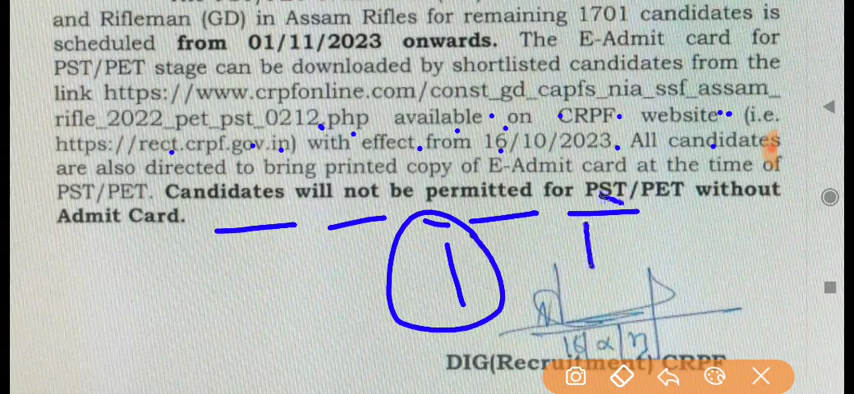 and Rifleman (GD) in Assam Rifles for remaining 1701 candidates is
scheduled from 01/11/2023 onwards. The E-Admit card for
PST/PET stage can be downloaded by shortlisted candidates from the
link https://www.crpfonline.com/const_gd_capfs_nia_ssf_assam_
rifle_2022_pet_pst_0212.php available on CRPF website (i.e.
https://rect.crpf.gov.in) with effect from 16/10/2023. All candidates
are also directed to bring printed copy of E-Admit card at the time of
PST/PET. Candidates will not be permitted for PST/PET without
Admit Card.
DIG(Recruitment) CRPF